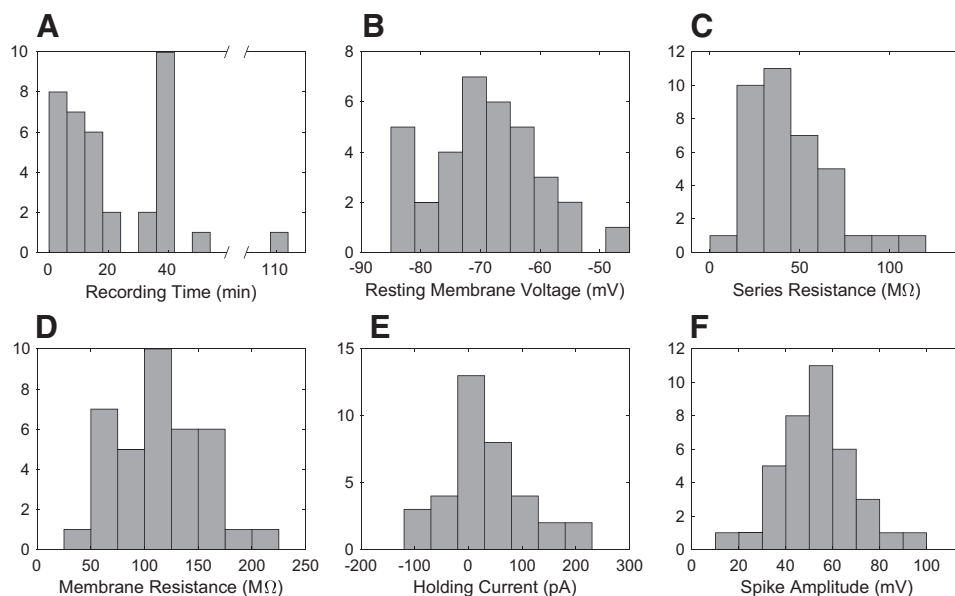 A
10
8
6
4
2
0
0 20 40 110
Recording Time (min)
B
8
6
4
2
0
-90 -80 -70 -60 -50
Resting Membrane Voltage (mV)
C
12
10
8
6
4
2
0
0 50 100
Series Resistance (MΩ)
D
10
8
6
4
2
0
0 50 100 150 200 250
Membrane Resistance (MΩ)
E
15
10
5
0
-200 -100 0 100 200 300
Holding Current (pA)
F
12
10
8
6
4
2
0
0 20 40 60 80 100
Spike Amplitude (mV)